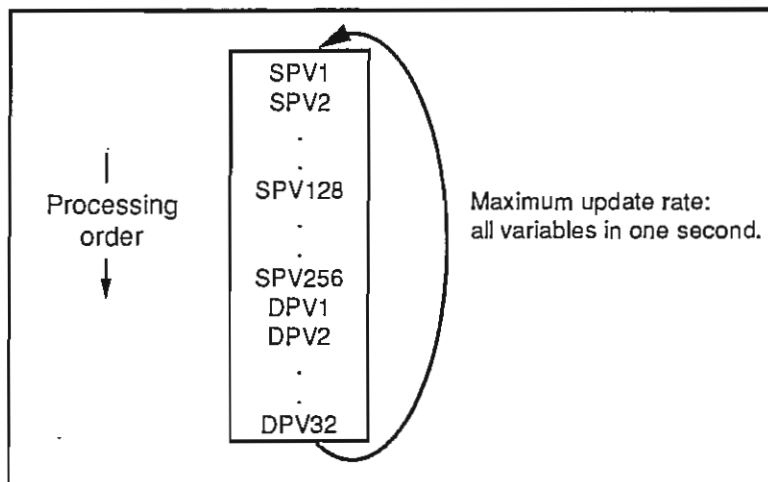 SPV1
SPV2
.
.
SPV128
.
.
SPV256
DPV1
DPV2
.
.
DPV32
Processing
order
Maximum update rate:
all variables in one second.